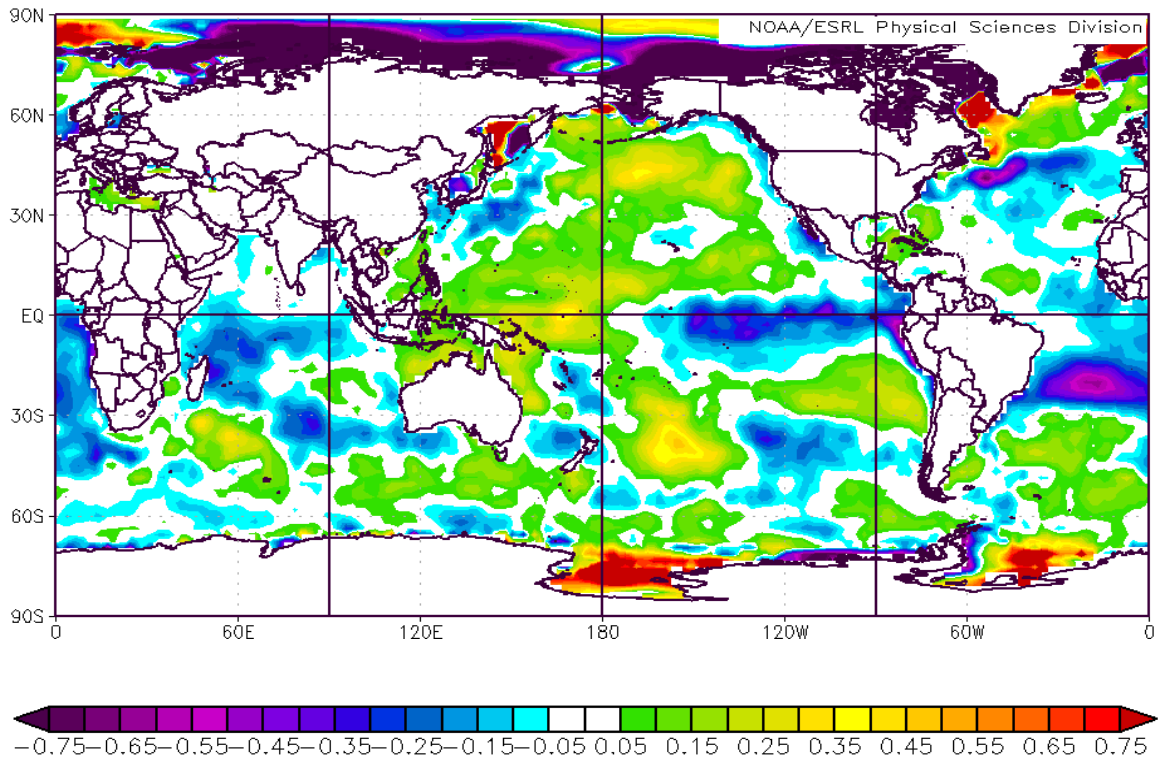 90N
NOAA/ESRL Physical Sciences Division
60N
30N
EQ
30S
60S
90S
0 60E 120E 180 120W 60W 0
−0.75 −0.65 −0.55 −0.45 −0.35 −0.25 −0.15 −0.05 0.05 0.15 0.25 0.35 0.45 0.55 0.65 0.75